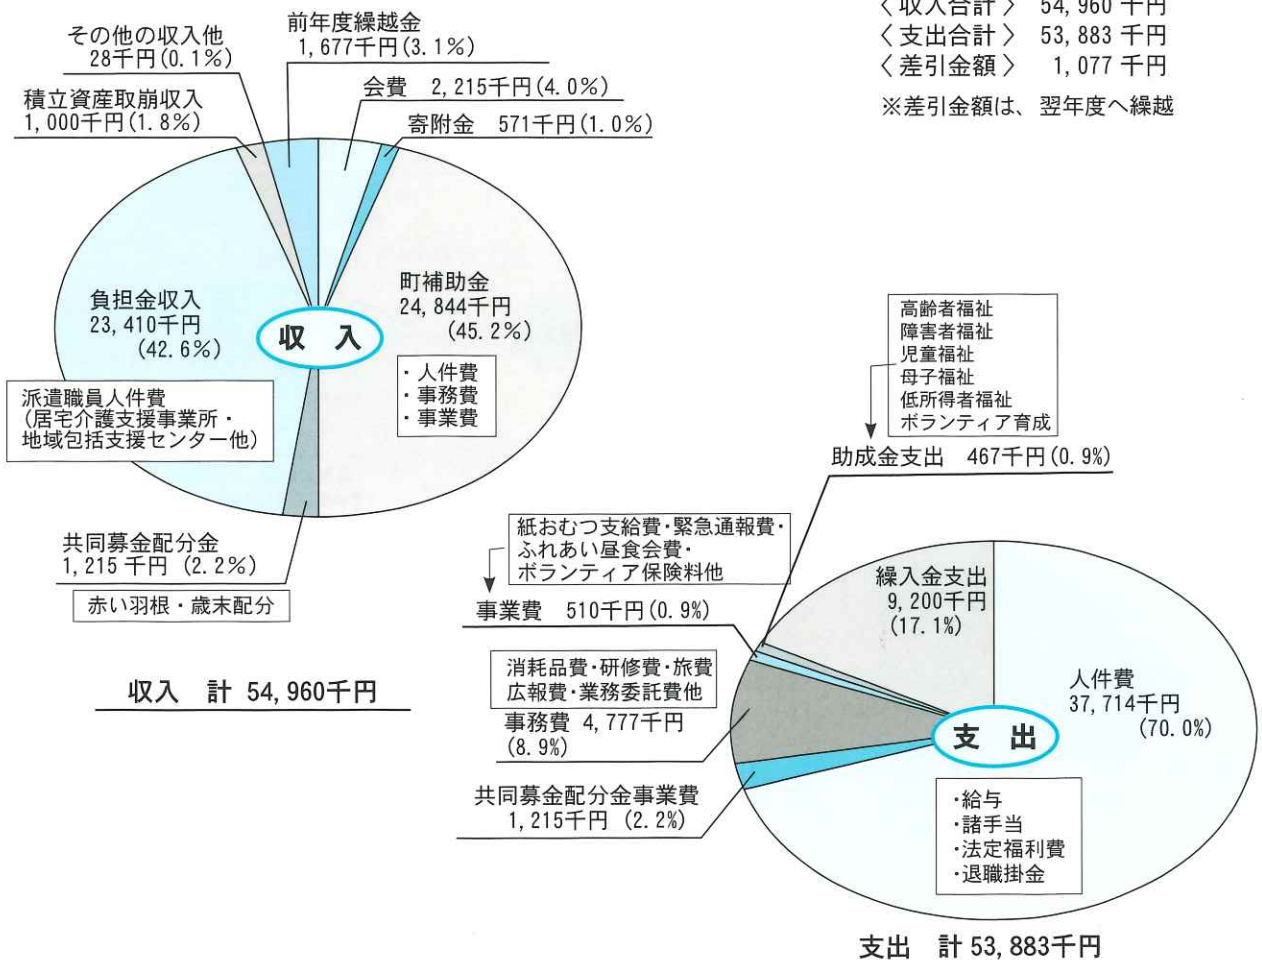 〈収入合計〉 54,960 千円
〈支出合計〉 53,883 千円
〈差引金額〉 1,077 千円
※差引金額は、翌年度へ繰越
その他の収入他
28千円(0.1%)
前年度繰越金
1,677千円(3.1%)
積立資産取崩収入
1,000千円(1.8%)
会費 2,215千円(4.0%)
寄附金 571千円(1.0%)
負担金収入
23,410千円
(42.6%)
収 入
町補助金
24,844千円
(45.2%)
・人件費
・事務費
・事業費
派遣職員人件費
(居宅介護支援事業所・
地域包括支援センター他)
共同募金配分金
1,215千円 (2.2%)
赤い羽根・歳末配分
収入 計 54,960千円
高齢者福祉
障害者福祉
児童福祉
母子福祉
低所得者福祉
ボランティア育成
助成金支出 467千円(0.9%)
紙おむつ支給費・緊急通報費・
ふれあい昼食会費・
ボランティア保険料他
事業費 510千円(0.9%)
消耗品費・研修費・旅費
広報費・業務委託費他
事務費 4,777千円
(8.9%)
共同募金配分金事業費
1,215千円 (2.2%)
繰入金支出
9,200千円
(17.1%)
人件費
37,714千円
(70.0%)
支 出
・給与
・諸手当
・法定福利費
・退職掛金
支出 計 53,883千円